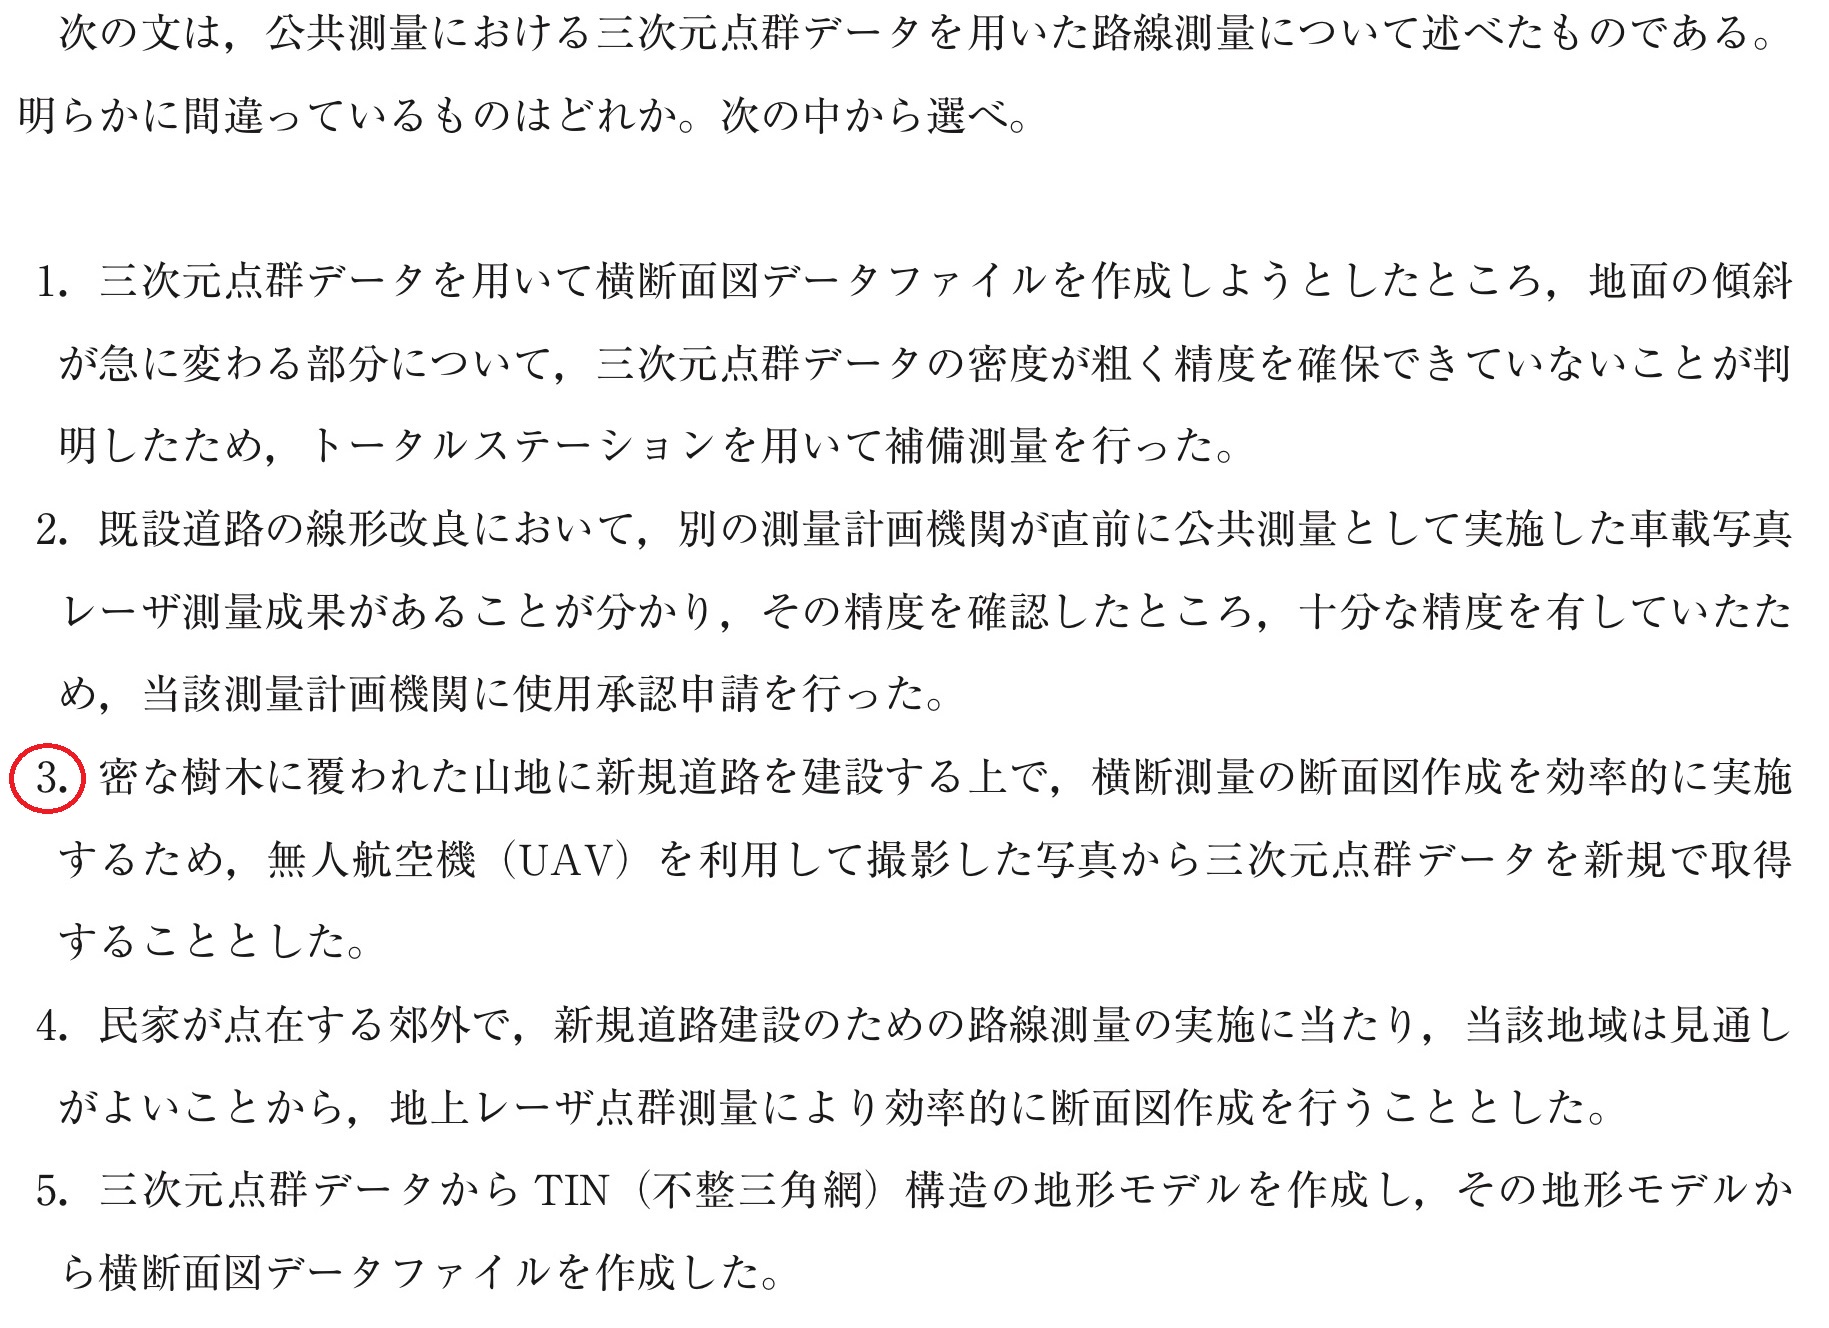 次の文は，公共測量における三次元点群データを用いた路線測量について述べたものである。
明らかに間違っているものはどれか。次の中から選べ。
1. 三次元点群データを用いて横断面図データファイルを作成しようとしたところ，地面の傾斜
が急に変わる部分について，三次元点群データの密度が粗く精度を確保できていないことが判
明したため，トータルステーションを用いて補備測量を行った。
2. 既設道路の線形改良において，別の測量計画機関が直前に公共測量として実施した車載写真
レーザ測量成果があることが分かり，その精度を確認したところ，十分な精度を有していたた
め，当該測量計画機関に使用承認申請を行った。
3. 密な樹木に覆われた山地に新規道路を建設する上で，横断測量の断面図作成を効率的に実施
するため，無人航空機（UAV）を利用して撮影した写真から三次元点群データを新規で取得
することとした。
4. 民家が点在する郊外で，新規道路建設のための路線測量の実施に当たり，当該地域は見通し
がよいことから，地上レーザ点群測量により効率的に断面図作成を行うこととした。
5. 三次元点群データから TIN（不整三角網）構造の地形モデルを作成し，その地形モデルか
ら横断面図データファイルを作成した。